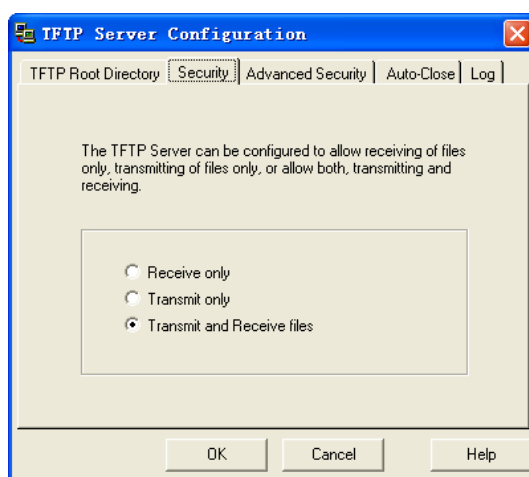 TFTP Server Configuration
TFTP Root Directory Security Advanced Security Auto-Close Log
The TFTP Server can be configured to allow receiving of files
only, transmitting of files only, or allow both, transmitting and
receiving.
Receive only
Transmit only
Transmit and Receive files
OK Cancel Help